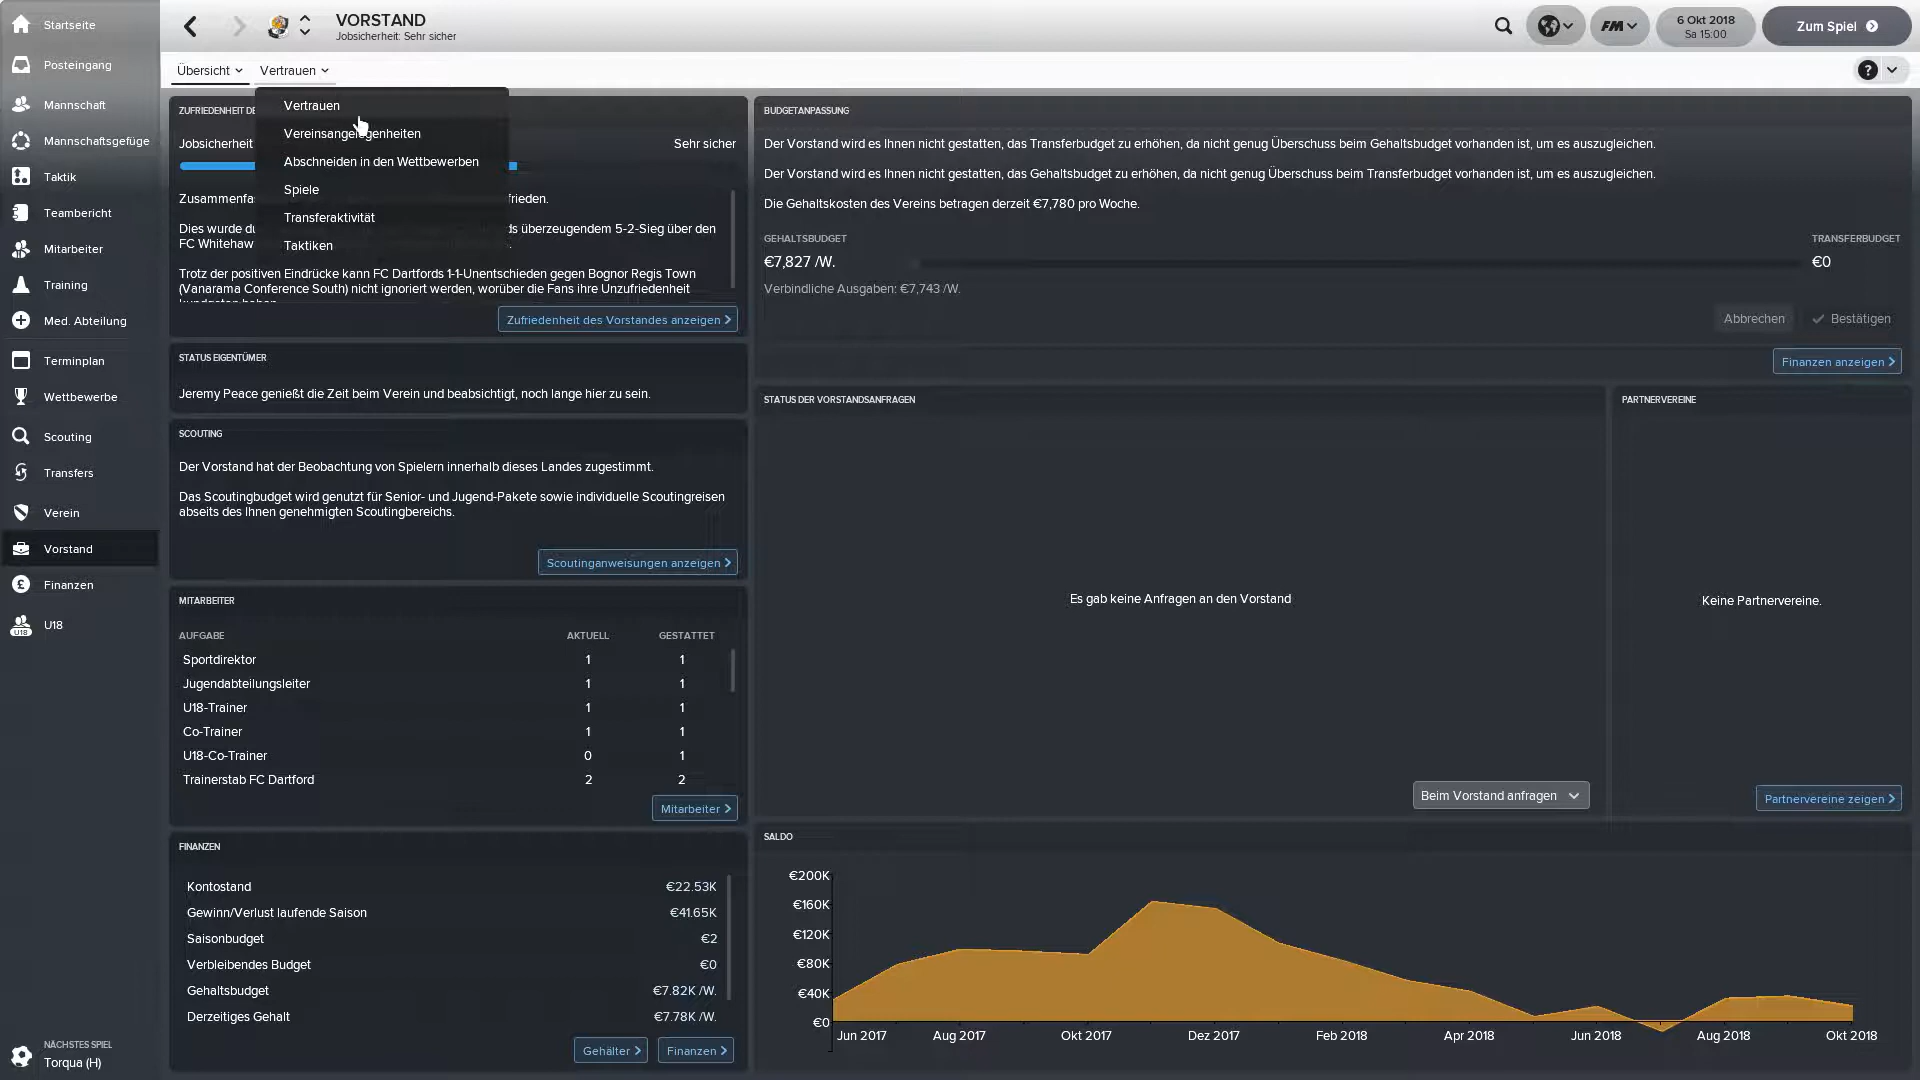 Startseite
Posteingang
Mannschaft
Mannschaftsgefüge
Taktik
Teambericht
Mitarbeiter
Training
Med. Abteilung
Terminplan
Wettbewerbe
Scouting
Transfers
Verein
Vorstand
Finanzen
U18
U18
NÄCHSTES SPIEL
Torqua (H)
VORSTAND
Jobsicherheit: Sehr sicher
FM
6 Okt 2018
Sa 15:00
Zum Spiel
Übersicht
Vertrauen
?
Vertrauen
Vereinsangelegenheiten
Abschneiden in den Wettbewerben
Spiele
Transferaktivität
Taktiken
ZUFRIEDENHEIT
Jobsicherheit
Sehr sicher
Dies wurde
überzeugendem 5-2-Sieg über den
FC
Trotz der positiven Eindrücke kann FC Dartfords 1-1-Unentschieden gegen Bognor Regis Town
(Vanarama Conference South) nicht ignoriert werden, worüber die Fans ihre Unzufriedenheit
Zufriedenheit des Vorstandes anzeigen
STATUS EIGENTÜMER
Jeremy Peace genießt die Zeit beim Verein und beabsichtigt, noch lange hier zu sein.
SCOUTING
Der Vorstand hat der Beobachtung von Spielern innerhalb dieses Landes zugestimmt.
Das Scoutingbudget wird genutzt für Senior- und Jugend-Pakete sowie individuelle Scoutingreisen
abseits des Ihnen genehmigten Scoutingbereichs.
Scoutinganweisungen anzeigen
MITARBEITER
AUFGABE AKTUELL GESTATTET
Sportdirektor 1 1
Jugendabteilungsleiter 1 1
U18-Trainer 1 1
Co-Trainer 1 1
U18-Co-Trainer 0 1
Trainerstab FC Dartford 2 2
Mitarbeiter
FINANZEN
Kontostand €22.53K
Gewinn/Verlust laufende Saison €41.65K
Saisonbudget €2
Verbleibendes Budget €0
Gehaltsbudget €7.82K /W.
Derzeitiges Gehalt €7.78K /W.
Gehälter
Finanzen
BUDGETANPASSUNG
Der Vorstand wird es Ihnen nicht gestatten, das Transferbudget zu erhöhen, da nicht genug Überschuss beim Gehaltsbudget vorhanden ist, um es auszugleichen.
Der Vorstand wird es Ihnen nicht gestatten, das Gehaltsbudget zu erhöhen, da nicht genug Überschuss beim Transferbudget vorhanden ist, um es auszugleichen.
Die Gehaltskosten des Vereins betragen derzeit €7,780 pro Woche.
GEHALTSBUDGET
TRANSFERBUDGET
€7,827 /W.
€0
Verbindliche Ausgaben: €7,743 /W.
Abbrechen
Bestätigen
Finanzen anzeigen
STATUS DER VORSTANDSANFRAGEN
Es gab keine Anfragen an den Vorstand
Beim Vorstand anfragen
PARTNERVEREINE
Keine Partnervereine.
Partnervereine zeigen
SALDO
€200K
€160K
€120K
€80K
€40K
€0
Jun 2017 Aug 2017 Okt 2017 Dez 2017 Feb 2018 Apr 2018 Jun 2018 Aug 2018 Okt 2018